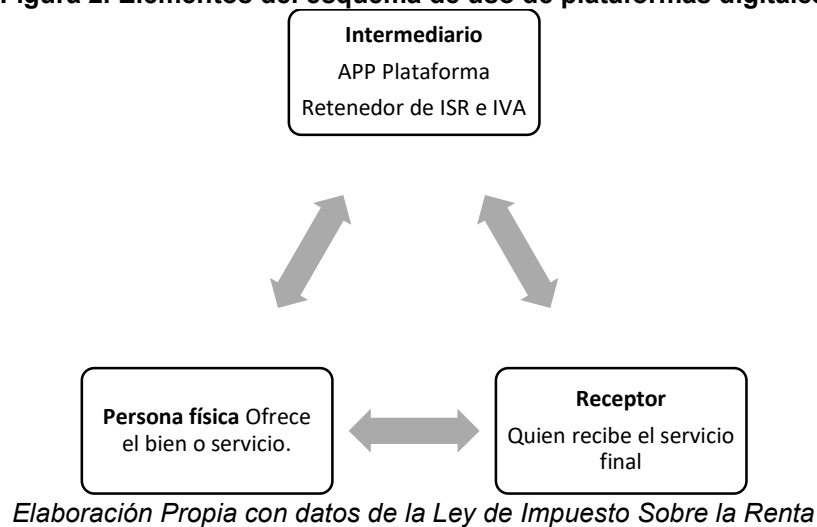 Figura 2. Elementos del esquema de uso de plataformas digitales
Intermediario
APP Plataforma
Retenedor de ISR e IVA
Persona física Ofrece
el bien o servicio.
Receptor
Quien recibe el servicio
final
Elaboración Propia con datos de la Ley de Impuesto Sobre la Renta